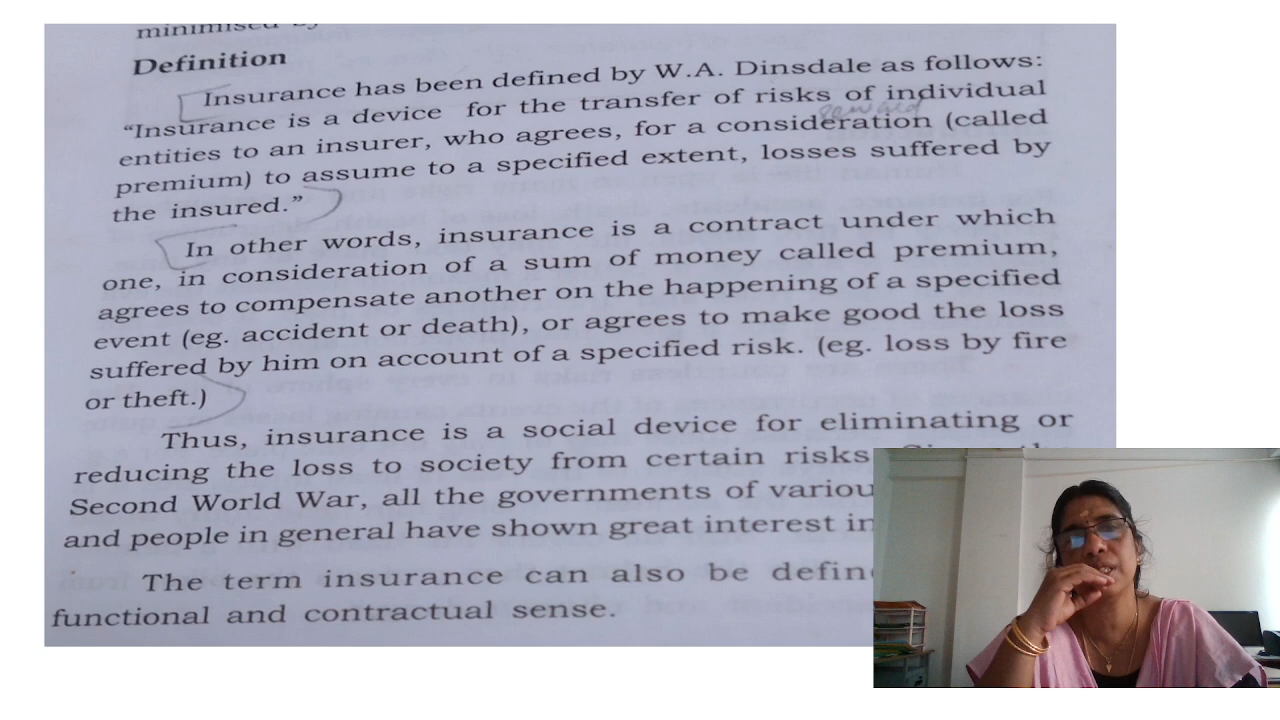 minimised by
Definition
Insurance has been defined by W.A. Dinsdale as follows:
“Insurance is a device for the transfer of risks of individual
reward
entities to an insurer, who agrees, for a consideration (called
premium) to assume to a specified extent, losses suffered by
the insured.”
In other words, insurance is a contract under which
one, in consideration of a sum of money called premium,
agrees to compensate another on the happening of a specified
event (eg. accident or death), or agrees to make good the loss
suffered by him on account of a specified risk. (eg. loss by fire
or theft.)
Thus, insurance is a social device for eliminating or
reducing the loss to society from certain risks.
Second World War, all the governments of
and people in general have shown great interest in
The term insurance can also be
functional and contractual sense.